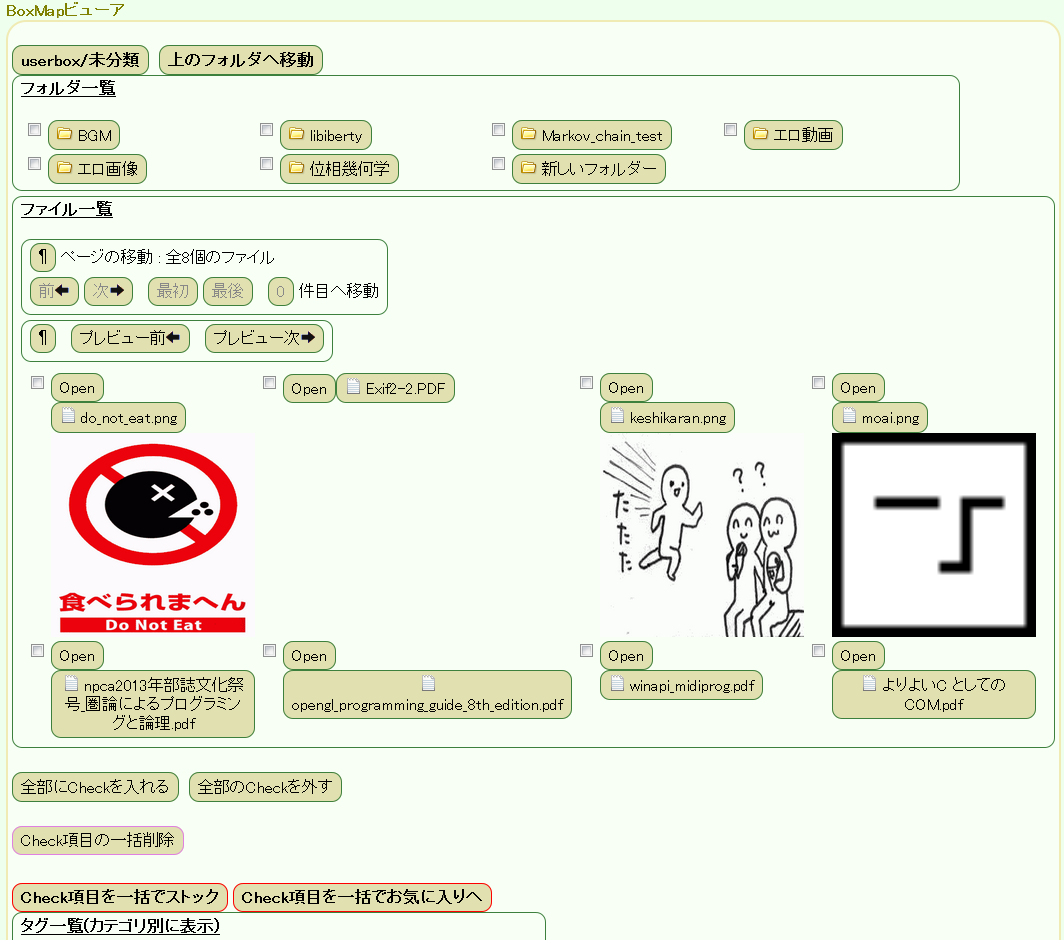 BoxMapビューア
userbox/未分類 上のフォルダへ移動
フォルダ一覧
BGM libiberty Markov_chain_test エロ動画
エロ画像 位相幾何学 新しいフォルダー
ファイル一覧
¶ ページの移動 : 全8個のファイル
前⬅ 次➡ 最初 最後 0 件目へ移動
¶ プレビュー前⬅ プレビュー次➡
Open Open Exif2-2.PDF Open Open
do_not_eat.png keshikaran.png moai.png
たたた
? ?
食べられまへん
Do Not Eat
Open Open Open Open
npca2013年部誌文化祭
号_圏論によるプログラミン
グと論理.pdf
opengl_programming_guide_8th_edition.pdf
winapi_midiprog.pdf
よりよいC としての
COM.pdf
全部にCheckを入れる 全部のCheckを外す
Check項目の一括削除
Check項目を一括でストック Check項目を一括でお気に入りへ
タグ一覧(カテゴリ別に表示)